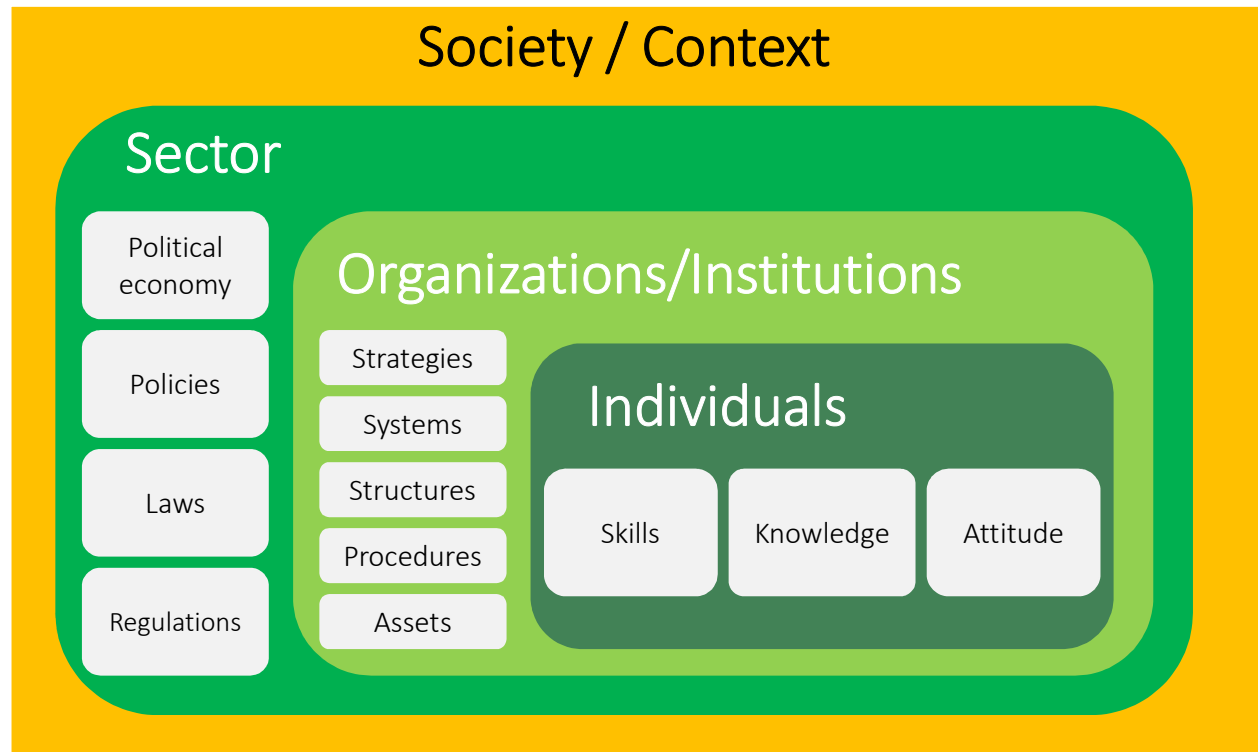 Society / Context
Sector
Political
economy
Policies
Laws
Regulations
Organizations/Institutions
Strategies
Systems
Structures
Procedures
Assets
Individuals
Skills
Knowledge
Attitude